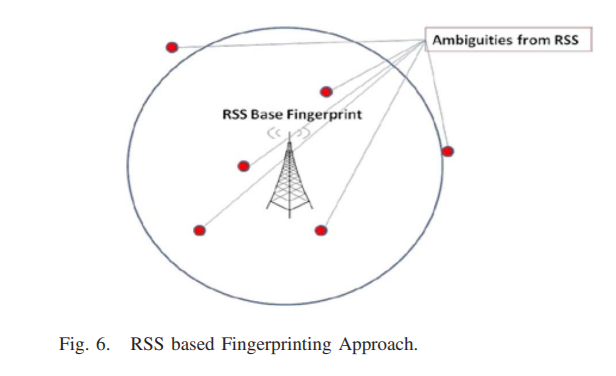 Ambiguities from RSS
RSS Base Fingerprint
Fig. 6. RSS based Fingerprinting Approach.